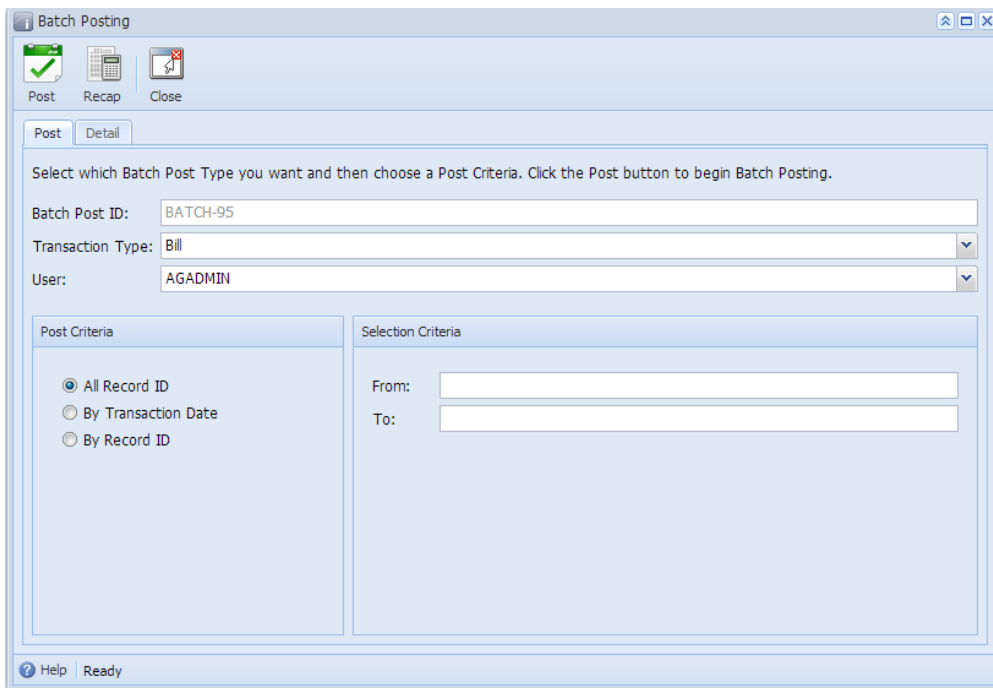 Batch Posting
Post Recap Close
Post Detail
Select which Batch Post Type you want and then choose a Post Criteria. Click the Post button to begin Batch Posting.
Batch Post ID: BATCH-95
Transaction Type: Bill
User: AGADMIN
Post Criteria Selection Criteria
All Record ID From:
By Transaction Date To:
By Record ID
Help Ready